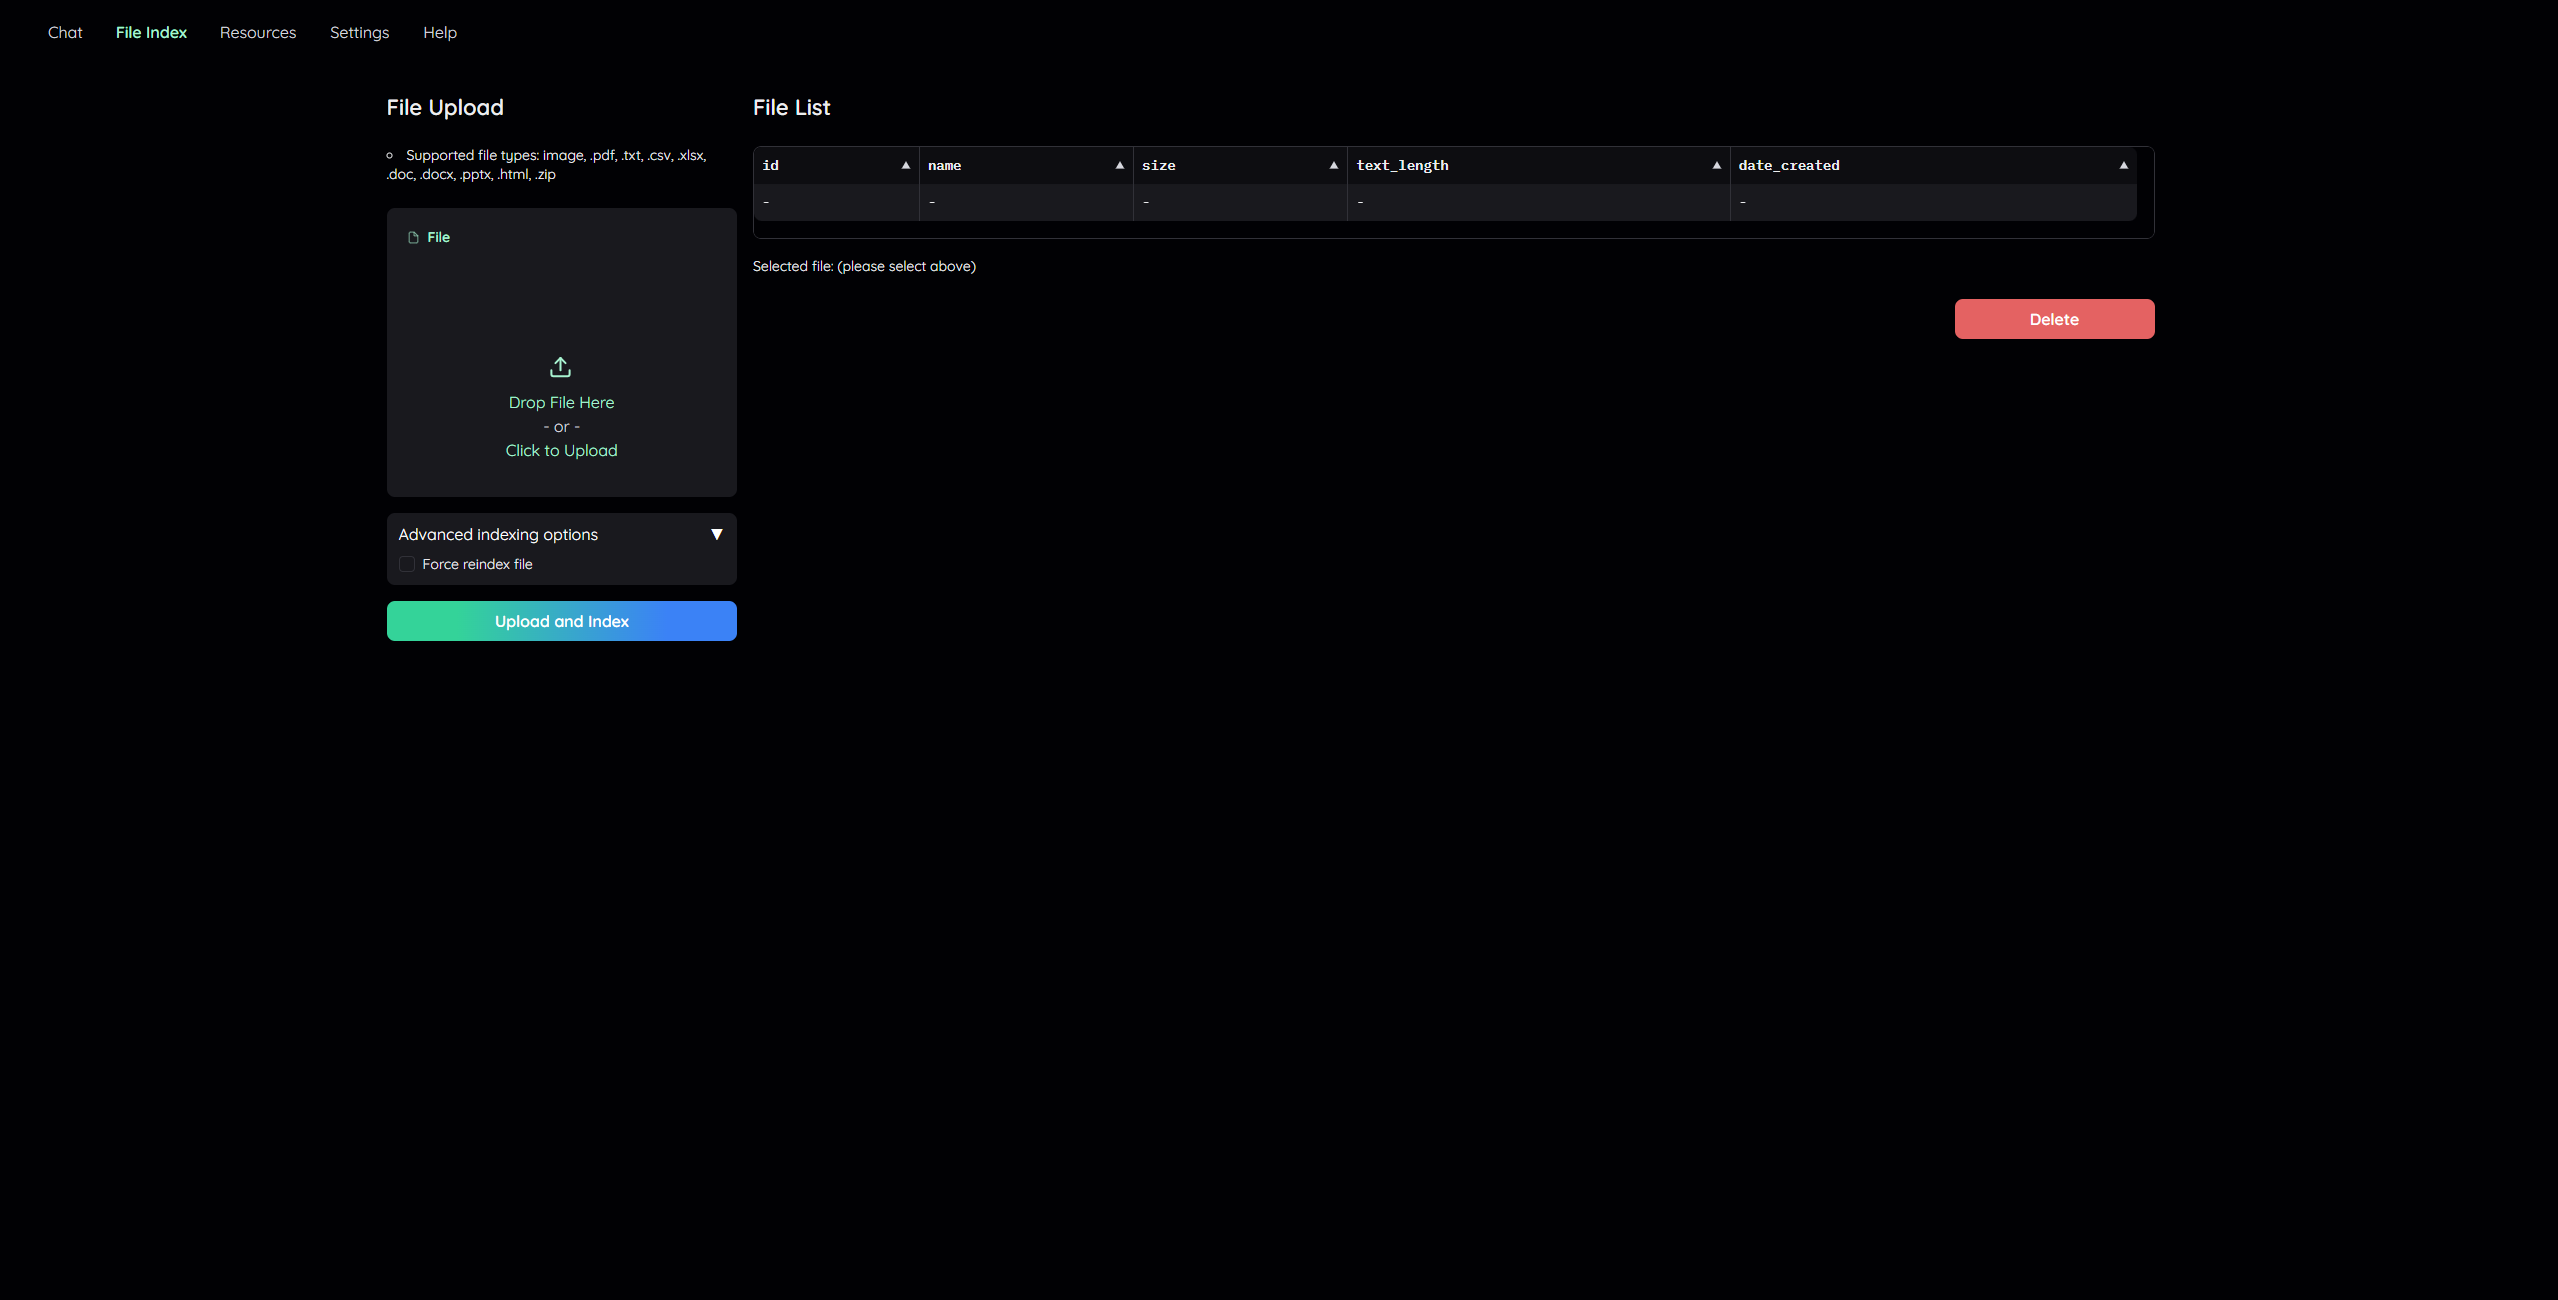 Chat File Index Resources Settings Help
File Upload
Supported file types: image, .pdf, .txt, .csv, .xlsx,
.doc, .docx, .pptx, .html, .zip
File
Drop File Here
- or -
Click to Upload
Advanced indexing options ▼
Force reindex file
Upload and Index
File List
id name size text_length date_created
- - - - -
Selected file: (please select above)
Delete